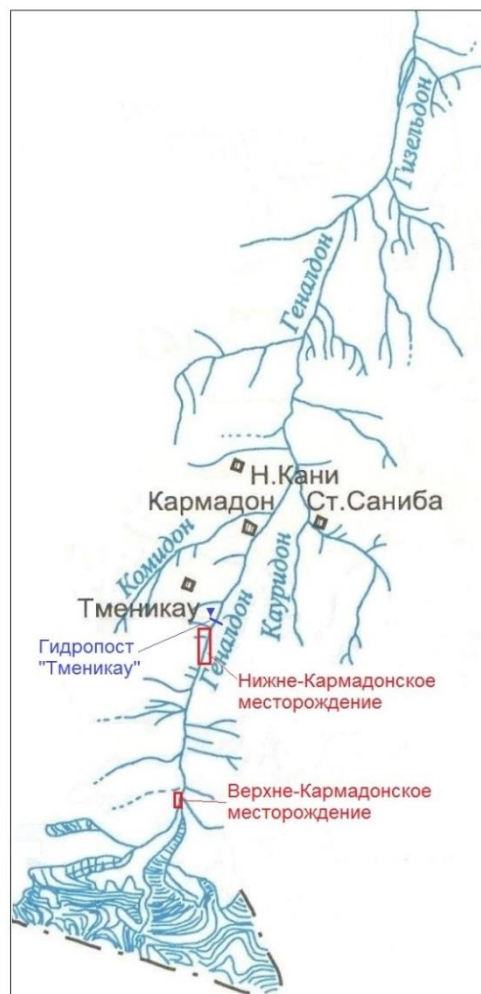 Гизельдон
Геналдон
Н.Кани
Кармадон
Ст.Саниба
Комидон
Кауридон
Тменикау
Геналдон
Гидропост
"Тменикау"
Нижне-Кармадонское
месторождение
Верхне-Кармадонское
месторождение